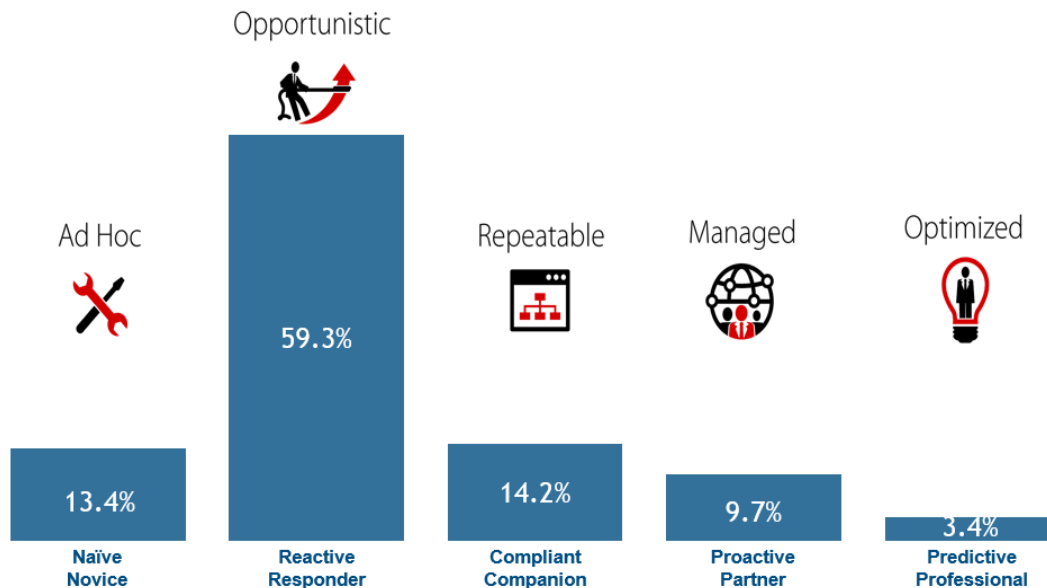 Opportunistic
Ad Hoc
Repeatable
Managed
Optimized
59.3%
13.4%
14.2%
9.7%
3.4%
Naïve
Novice
Reactive
Responder
Compliant
Companion
Proactive
Partner
Predictive
Professional